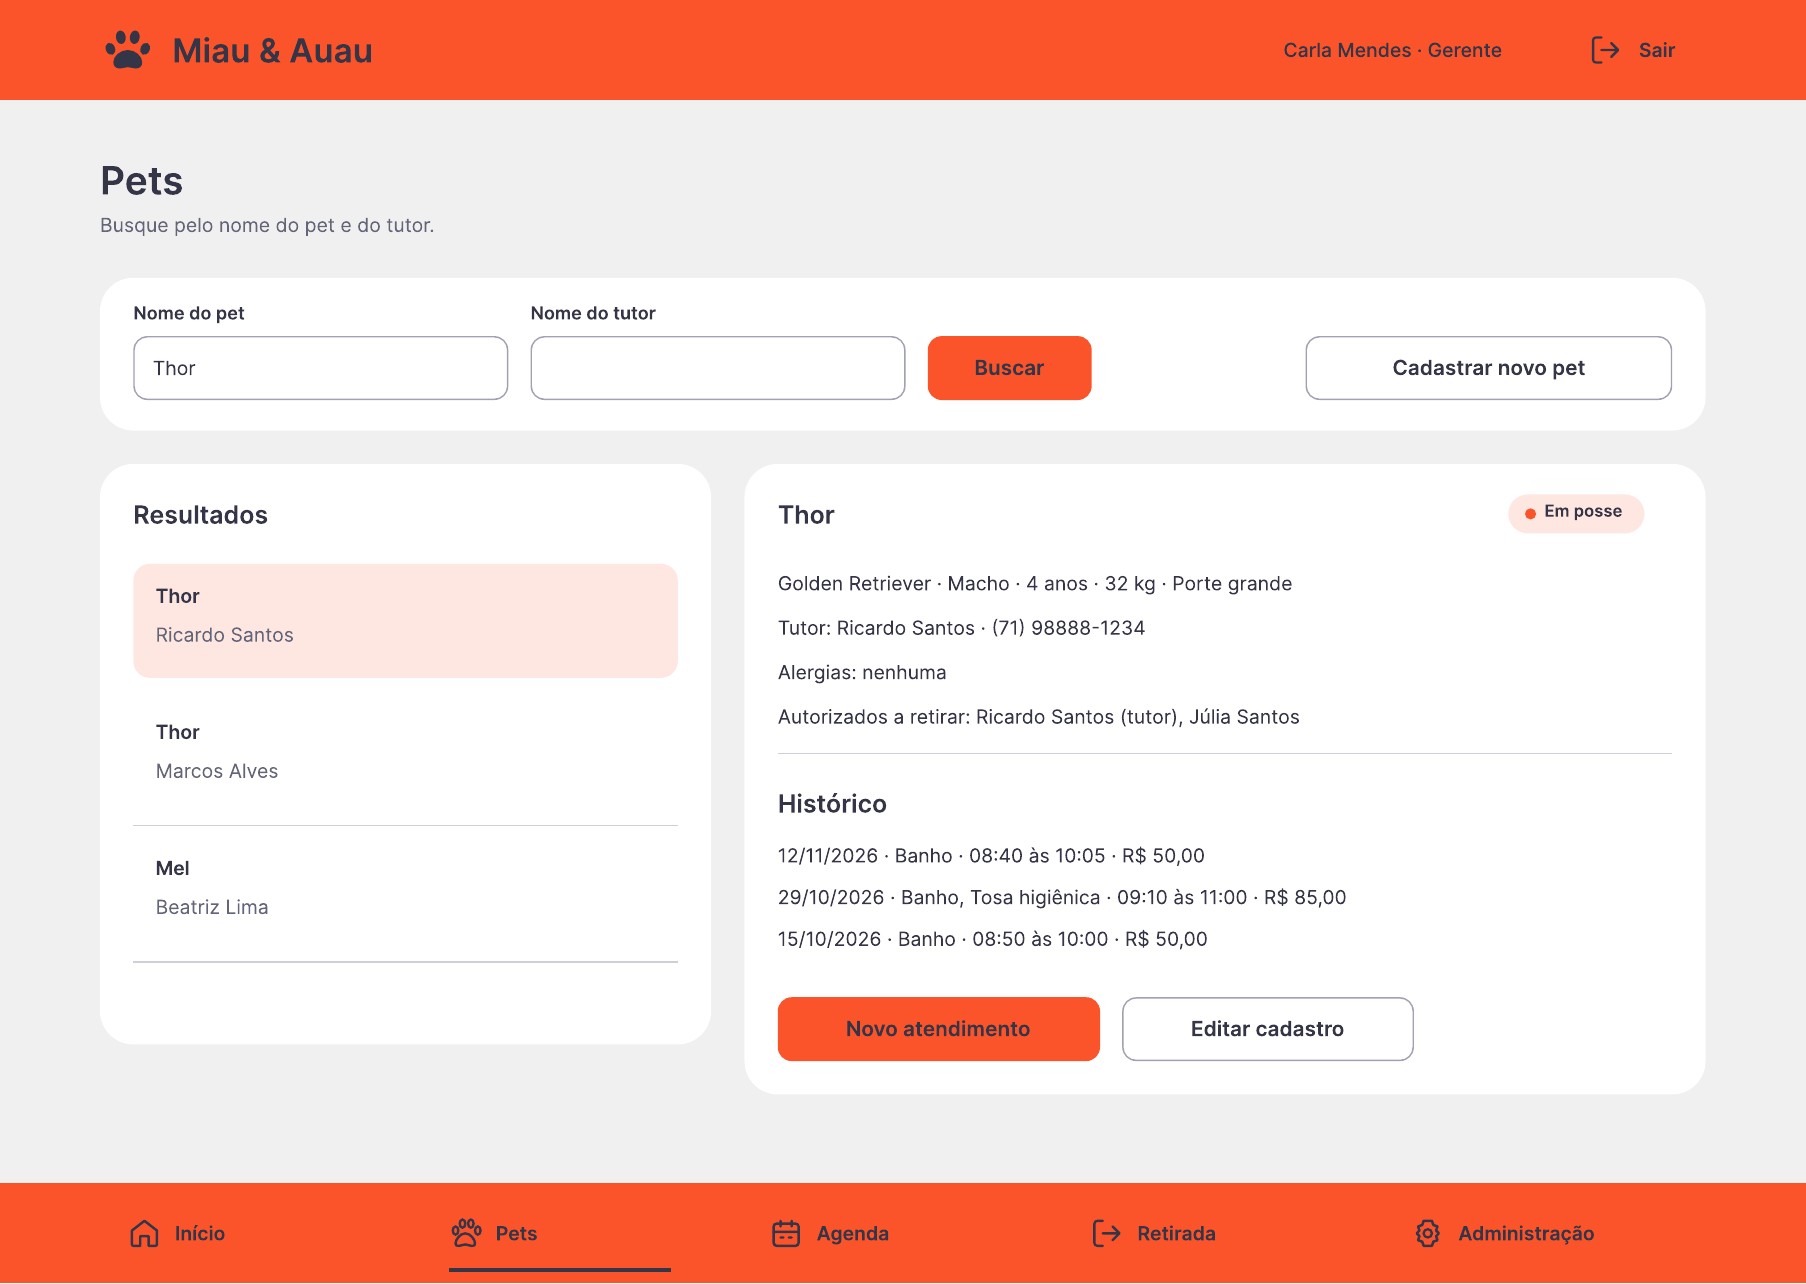 Miau & Auau
Carla Mendes · Gerente
Sair
Pets
Busque pelo nome do pet e do tutor.
Nome do pet
Nome do tutor
Thor
Buscar
Cadastrar novo pet
Resultados
Thor
Ricardo Santos
Thor
Marcos Alves
Mel
Beatriz Lima
Thor
Em posse
Golden Retriever · Macho · 4 anos · 32 kg · Porte grande
Tutor: Ricardo Santos · (71) 98888-1234
Alergias: nenhuma
Autorizados a retirar: Ricardo Santos (tutor), Júlia Santos
Histórico
12/11/2026 · Banho · 08:40 às 10:05 · R$ 50,00
29/10/2026 · Banho, Tosa higiênica · 09:10 às 11:00 · R$ 85,00
15/10/2026 · Banho · 08:50 às 10:00 · R$ 50,00
Novo atendimento
Editar cadastro
Início
Pets
Agenda
Retirada
Administração